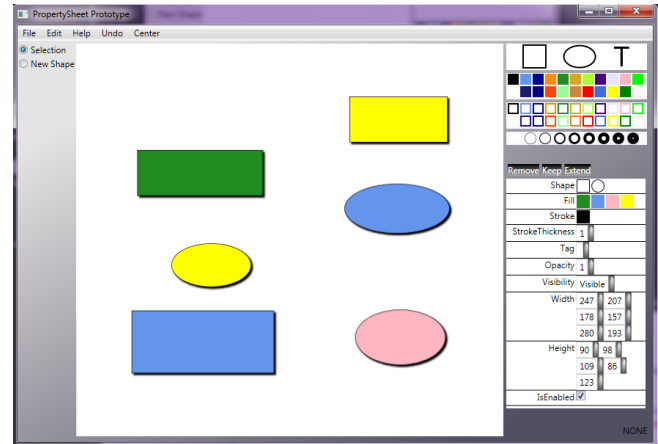 PropertySheet Prototype
File Edit Help Undo Center
Selection
New Shape
T
Remove Keep Extend
Shape
Fill
Stroke
StrokeThickness 1
Tag
Opacity 1
Visibility Visible
Width 247 207
178 157
280 193
Height 90 98
109 86
123
IsEnabled
NONE